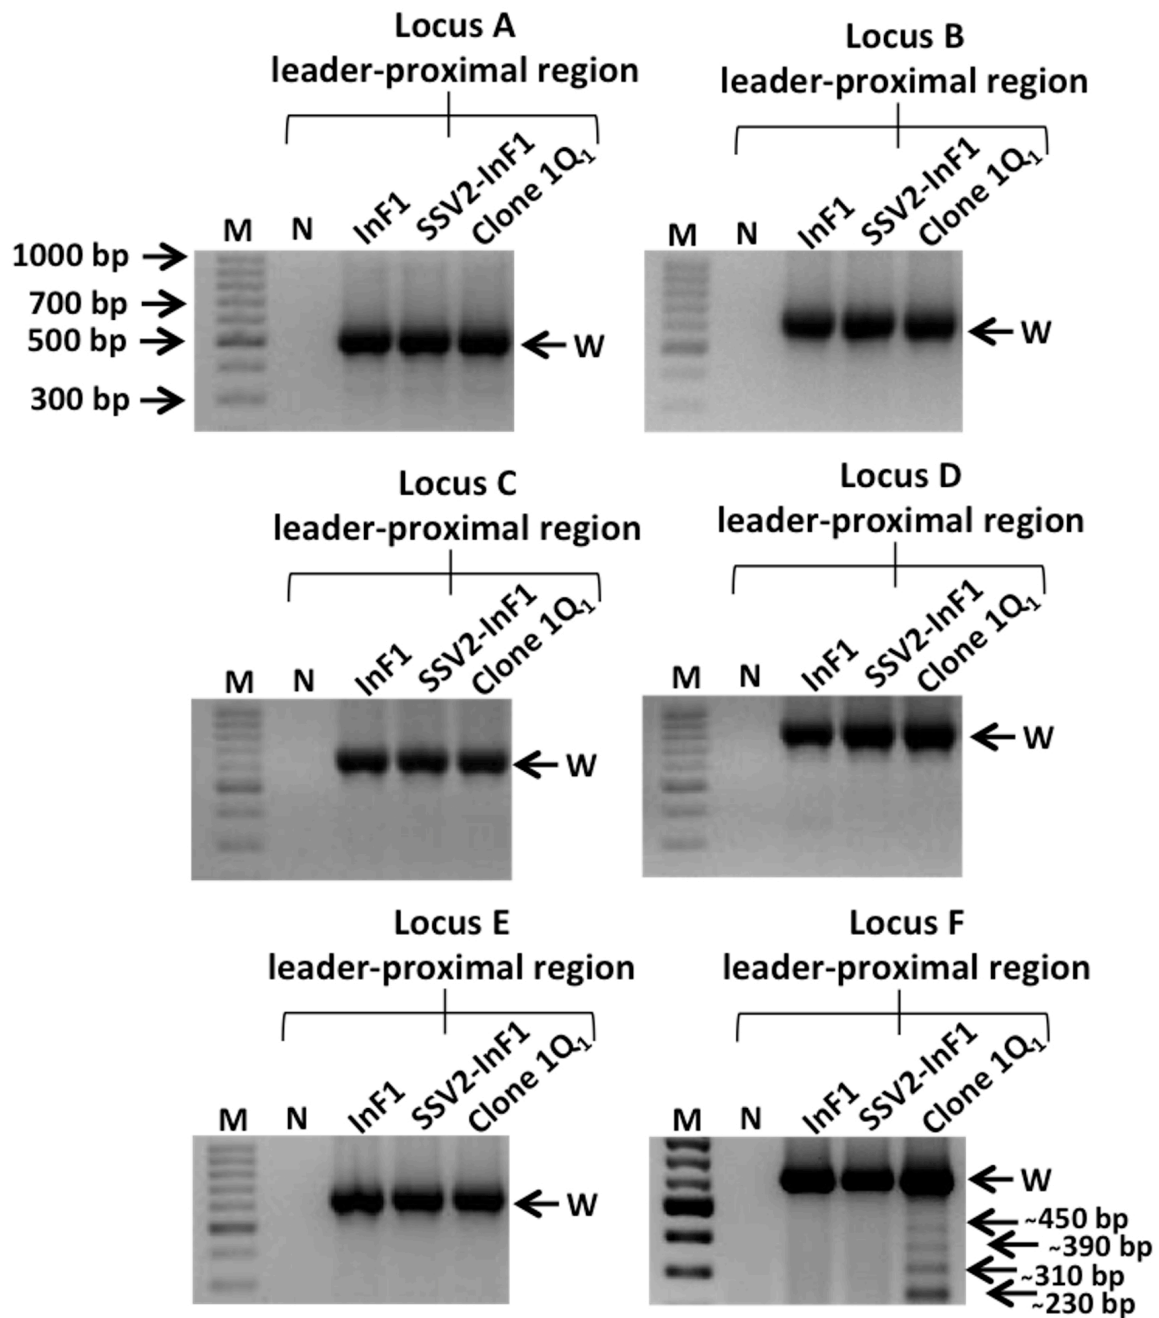 Locus A
leader-proximal region
M N InF1 SSV2-InF1 Clone 1Q₁
1000 bp
700 bp
500 bp
300 bp
W
Locus B
leader-proximal region
M N InF1 SSV2-InF1 Clone 1Q₁
W
Locus C
leader-proximal region
M N InF1 SSV2-InF1 Clone 1Q₁
W
Locus D
leader-proximal region
M N InF1 SSV2-InF1 Clone 1Q₁
W
Locus E
leader-proximal region
M N InF1 SSV2-InF1 Clone 1Q₁
W
Locus F
leader-proximal region
M N InF1 SSV2-InF1 Clone 1Q₁
W
~450 bp
~390 bp
~310 bp
~230 bp